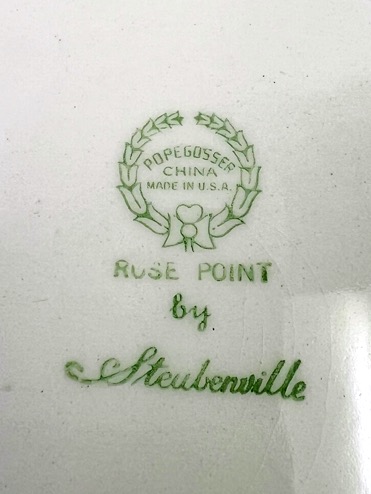 POPEGOSSER
CHINA
MADE IN U.S.A.
ROSE POINT
by
Steubenville